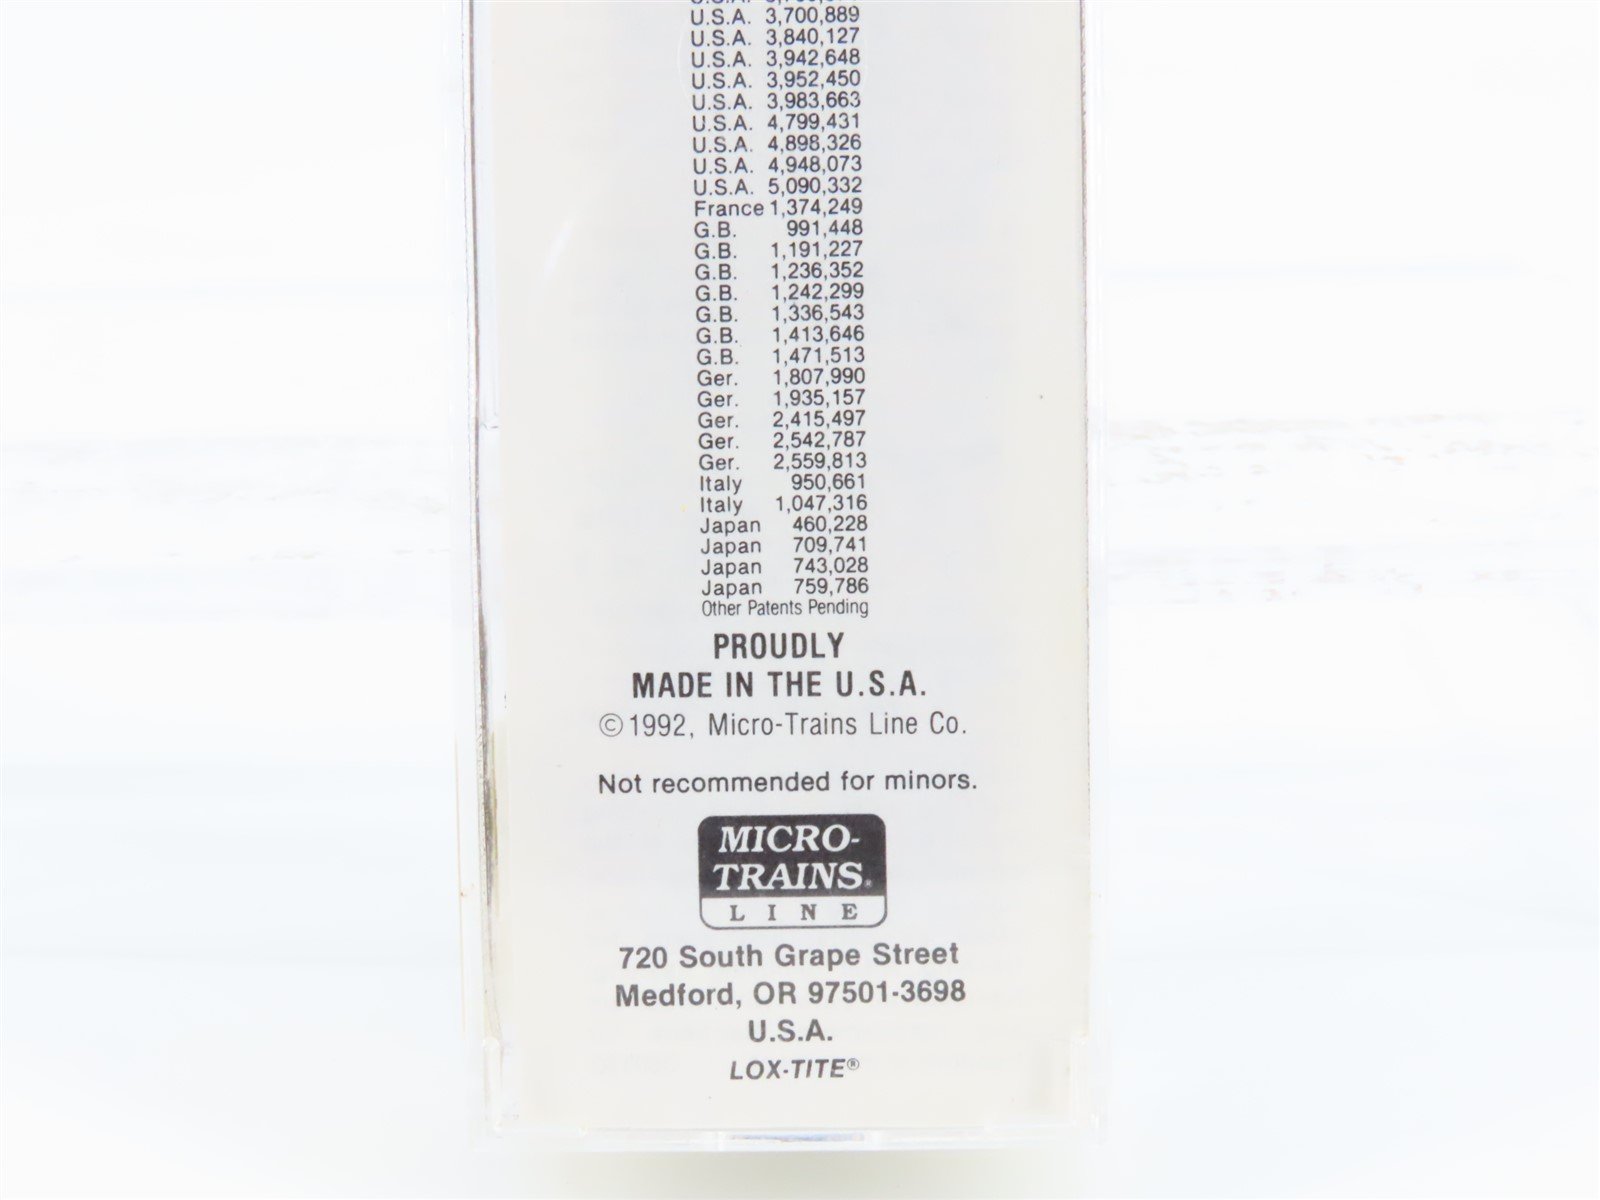 U.S.A.
U.S.A. 3,700,889
U.S.A. 3,840,127
U.S.A. 3,942,648
U.S.A. 3,952,450
U.S.A. 3,983,663
U.S.A. 4,799,431
U.S.A. 4,898,326
U.S.A. 4,948,073
U.S.A. 5,090,332
France 1,374,249
G.B. 991,448
G.B. 1,191,227
G.B. 1,236,352
G.B. 1,242,299
G.B. 1,336,543
G.B. 1,413,646
G.B. 1,471,513
Ger. 1,807,990
Ger. 1,935,157
Ger. 2,415,497
Ger. 2,542,787
Ger. 2,559,813
Italy 950,661
Italy 1,047,316
Japan 460,228
Japan 709,741
Japan 743,028
Japan 759,786
Other Patents Pending
PROUDLY
MADE IN THE U.S.A.
©1992, Micro-Trains Line Co.
Not recommended for minors.
MICRO-
TRAINS®
LINE
720 South Grape Street
Medford, OR 97501-3698
U.S.A.
LOX-TITE®